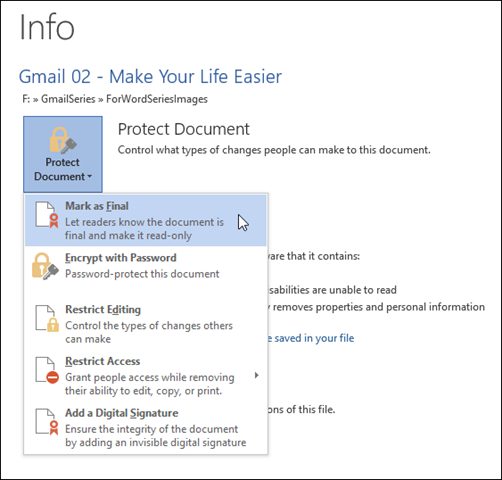 Info
Gmail 02 - Make Your Life Easier
F: » GmailSeries » ForWordSeriesImages
Protect
Document
Protect Document
Control what types of changes people can make to this document.
Mark as Final
Let readers know the document is
final and make it read-only
Encrypt with Password
Password-protect this document
Restrict Editing
Control the types of changes others
can make
Restrict Access
Grant people access while removing
their ability to edit, copy, or print.
Add a Digital Signature
Ensure the integrity of the document
by adding an invisible digital signature
ware that it contains:
sabilities are unable to read
y removes properties and personal information
e saved in your file
ons of this file.